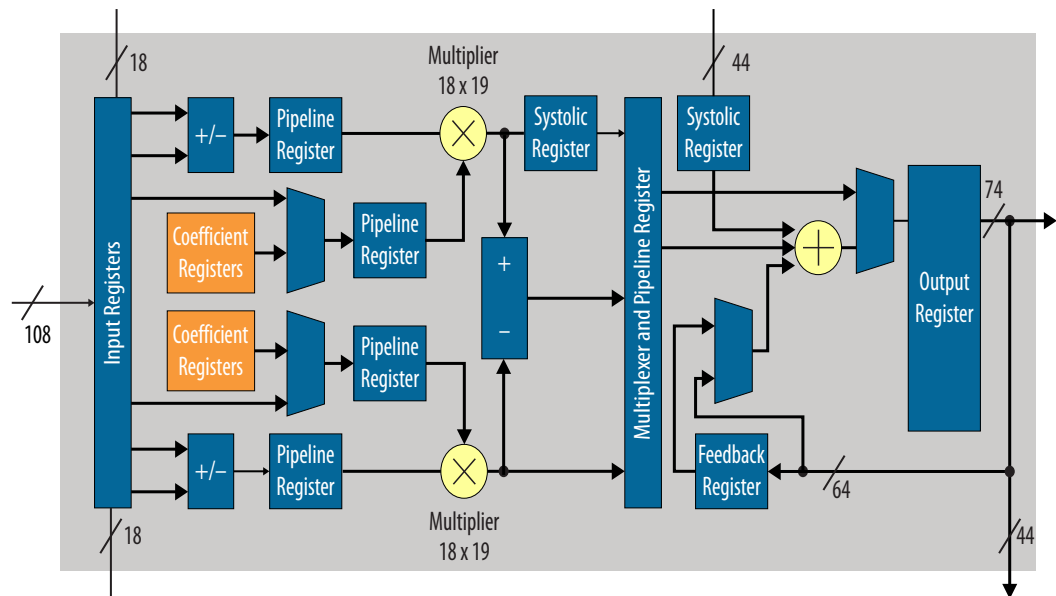 18
44
Multiplier
18 x 19
+/−
Pipeline
Register
Systolic
Register
Systolic
Register
74
Coefficient
Registers
Pipeline
Register
+
−
Input Registers
Multiplexer and Pipeline Register
Output
Register
108
Coefficient
Registers
Pipeline
Register
+/−
Pipeline
Register
Feedback
Register
64
18
Multiplier
18 x 19
44